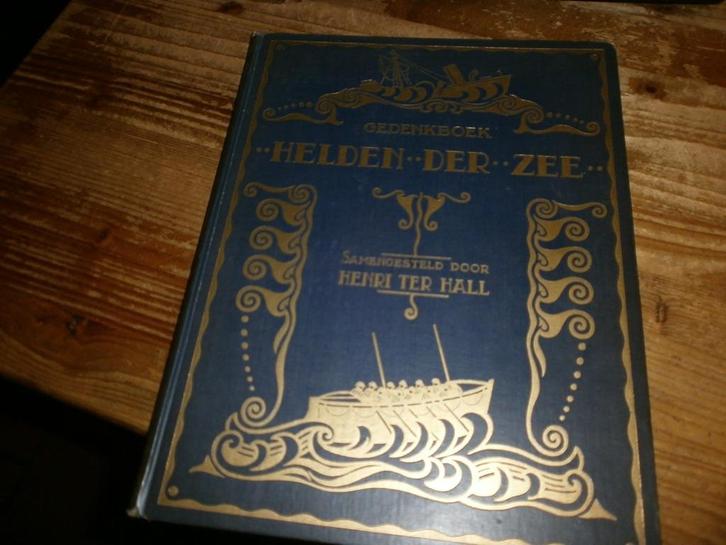 GEDENKBOEK
HELDEN·DER·ZEE
SAMENGESTELD DOOR
HENRI TER HALL